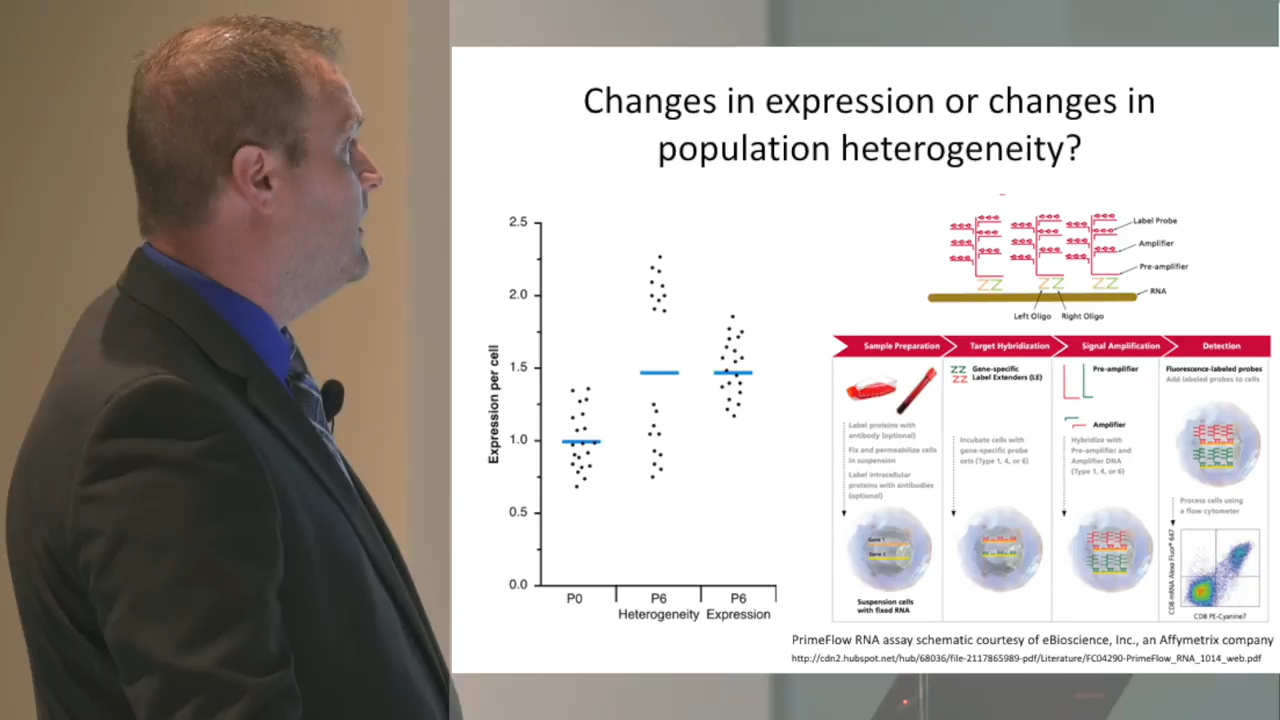 Changes in expression or changes in
population heterogeneity?
2.5
2.0
1.5
1.0
0.5
0.0
Expression per cell
P0
P6
Heterogeneity
P6
Expression
Label Probe
Amplifier
Pre-amplifier
RNA
Left Oligo
Right Oligo
Sample Preparation
Target Hybridization
Signal Amplification
Detection
Label proteins with
antibody (optional)
Fix and permeabilize cells
in suspension
Label intracellular
proteins with antibodies
(optional)
Gene 1
Suspension cells
with fixed RNA
Gene-specific
Label Extenders (LE)
Incubate cells with
gene-specific probe
sets (Type 1, 4, or 6)
Pre-amplifier
Amplifier
Hybridize with
Pre-amplifier and
Amplifier DNA
(Type 1, 4, or 6)
Fluorescence-labeled probes
Add labeled probes to cells
Process cells using
a flow cytometer
CD8 mRNA Alexa Fluor® 647
CD8 PE-Cyanine7
PrimeFlow RNA assay schematic courtesy of eBioscience, Inc., an Affymetrix company
http://cdn2.hubspot.net/hub/68036/file-2117865989-pdf/Literature/FC04290-PrimeFlow_RNA_1014_web.pdf